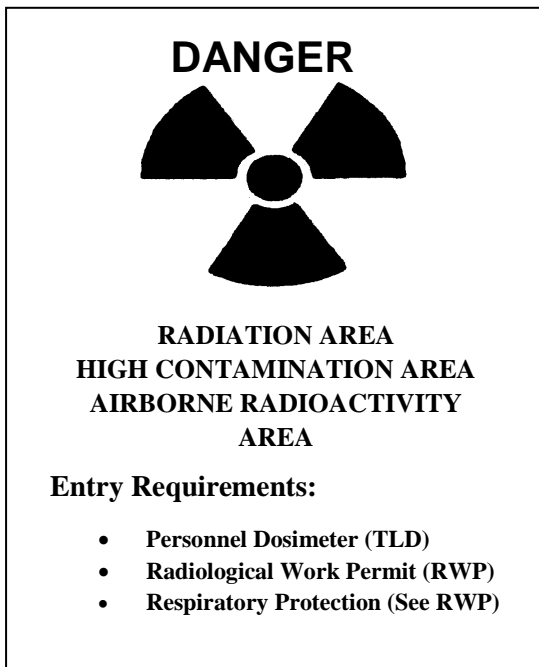 DANGER
RADIATION AREA
HIGH CONTAMINATION AREA
AIRBORNE RADIOACTIVITY
AREA
Entry Requirements:
• Personnel Dosimeter (TLD)
• Radiological Work Permit (RWP)
• Respiratory Protection (See RWP)